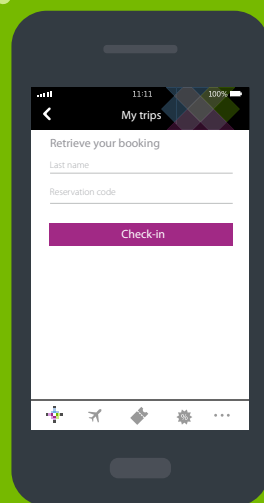 11:11
100%
My trips
Retrieve your booking
Last name
Reservation code
Check-in
%